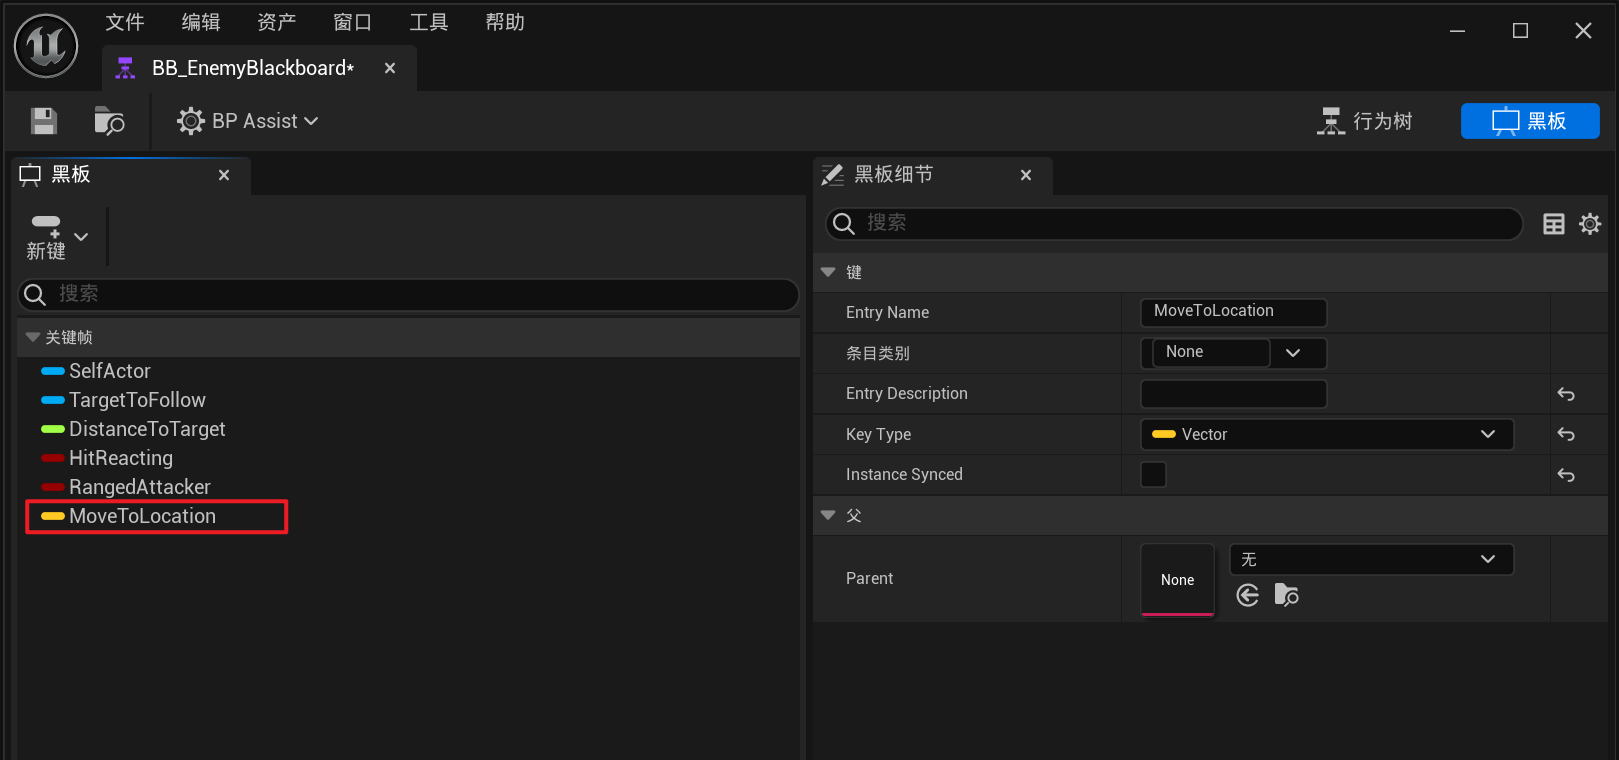 文件 编辑 资产 窗口 工具 帮助
BB_EnemyBlackboard*
BP Assist
行为树
黑板
黑板
黑板细节
新键
搜索
搜索
关键帧
SelfActor
TargetToFollow
DistanceToTarget
HitReacting
RangedAttacker
MoveToLocation
键
Entry Name MoveToLocation
条目类别 None
Entry Description
Key Type Vector
Instance Synced
父
Parent None 无